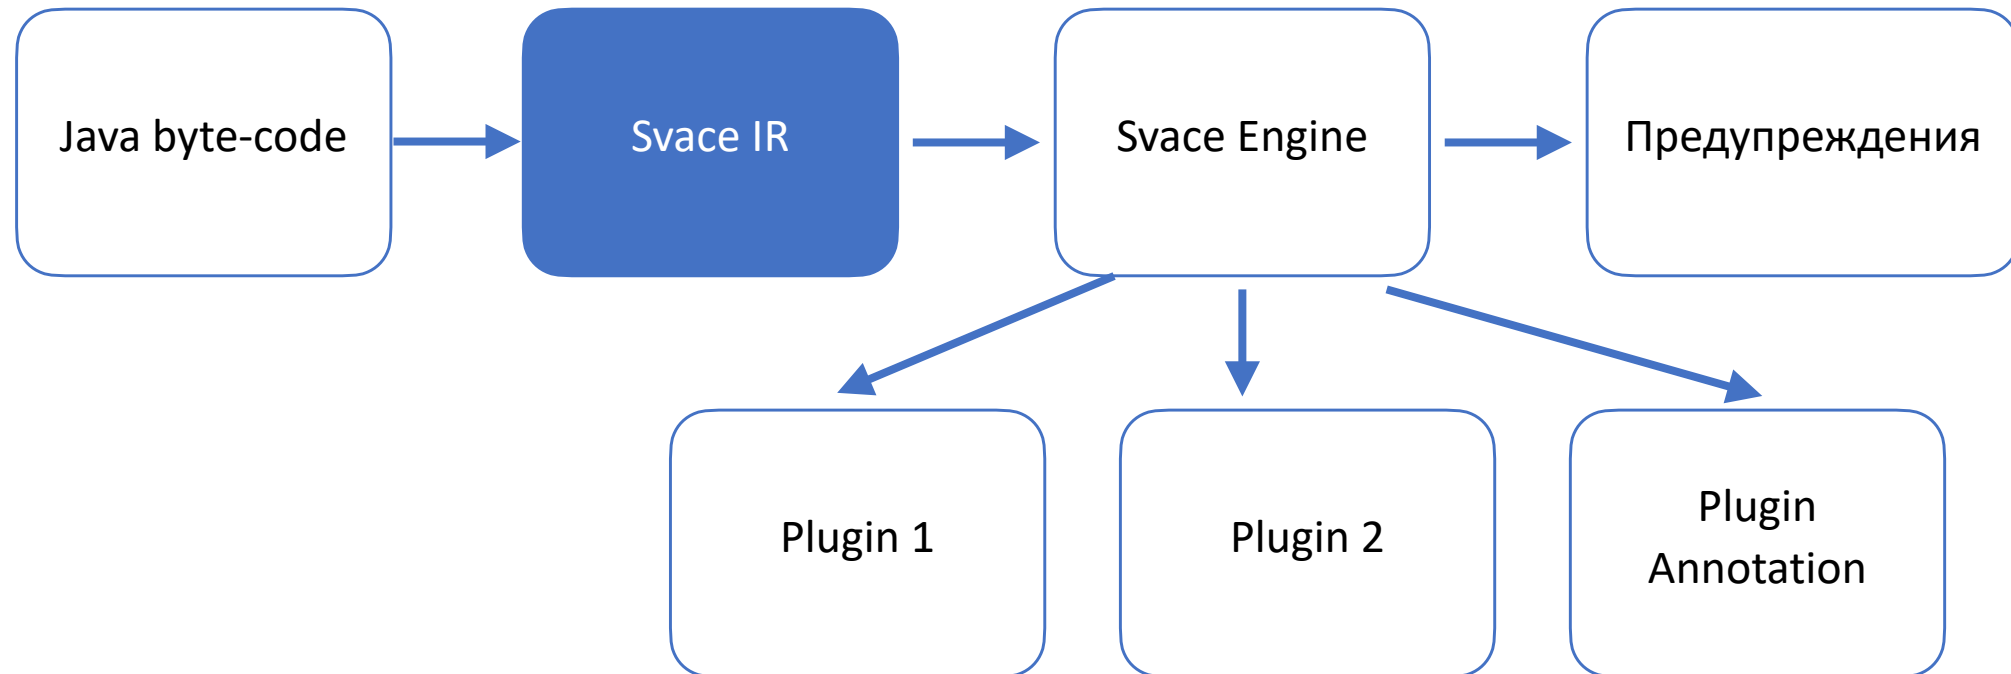 Java byte-code
Svace IR
Svace Engine
Предупреждения
Plugin 1
Plugin 2
Plugin
Annotation